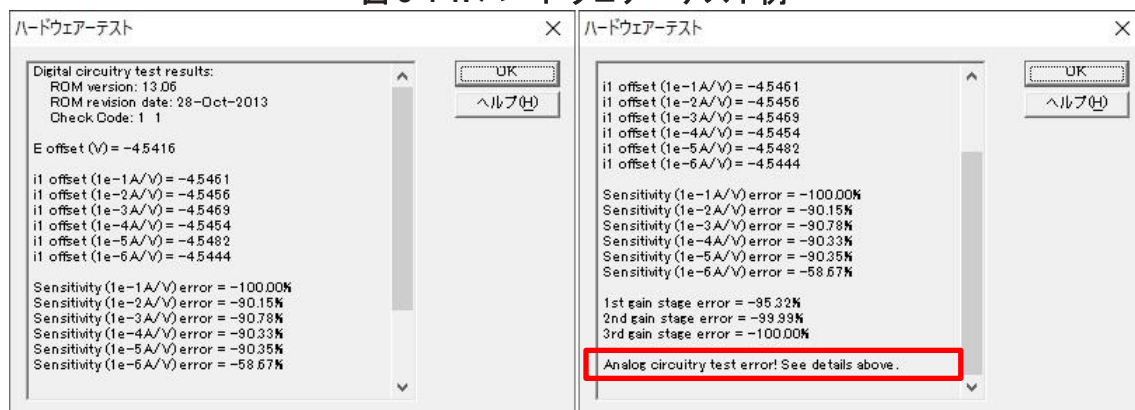 ハードウェアーテスト
Digital circuitry test results:
ROM version: 13.06
ROM revision date: 28-Oct-2013
Check Code: 1 1
E offset (V) = -4.5416
i1 offset (1e-1A/V) = -4.5461
i1 offset (1e-2A/V) = -4.5456
i1 offset (1e-3A/V) = -4.5469
i1 offset (1e-4A/V) = -4.5454
i1 offset (1e-5A/V) = -4.5482
i1 offset (1e-6A/V) = -4.5444
Sensitivity (1e-1A/V) error = -100.00%
Sensitivity (1e-2A/V) error = -90.15%
Sensitivity (1e-3A/V) error = -90.78%
Sensitivity (1e-4A/V) error = -90.33%
Sensitivity (1e-5A/V) error = -90.35%
Sensitivity (1e-6A/V) error = -58.67%
OK
ヘルプ(H)
ハードウェアーテスト
i1 offset (1e-1A/V) = -4.5461
i1 offset (1e-2A/V) = -4.5456
i1 offset (1e-3A/V) = -4.5469
i1 offset (1e-4A/V) = -4.5454
i1 offset (1e-5A/V) = -4.5482
i1 offset (1e-6A/V) = -4.5444
Sensitivity (1e-1A/V) error = -100.00%
Sensitivity (1e-2A/V) error = -90.15%
Sensitivity (1e-3A/V) error = -90.78%
Sensitivity (1e-4A/V) error = -90.33%
Sensitivity (1e-5A/V) error = -90.35%
Sensitivity (1e-6A/V) error = -58.67%
1st gain stage error = -95.32%
2nd gain stage error = -99.99%
3rd gain stage error = -100.00%
Analog circuitry test error! See details above.
OK
ヘルプ(H)